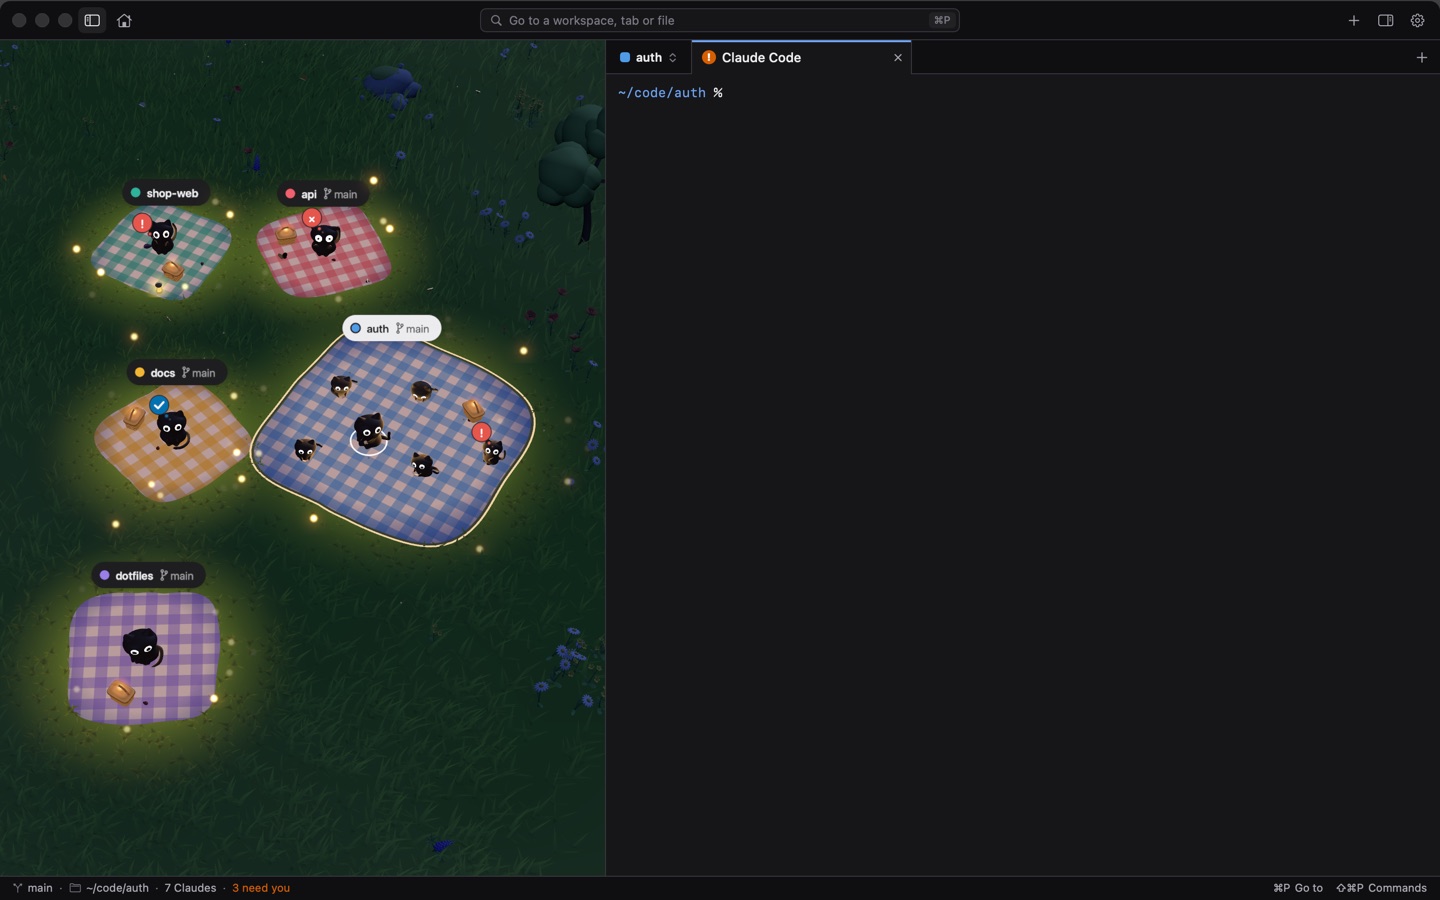 Go to a workspace, tab or file
⌘P
shop-web
api main
auth main
docs main
dotfiles main
auth
Claude Code
~/code/auth %
main · ~/code/auth · 7 Claudes · 3 need you
⌘P Go to ⇧⌘P Commands